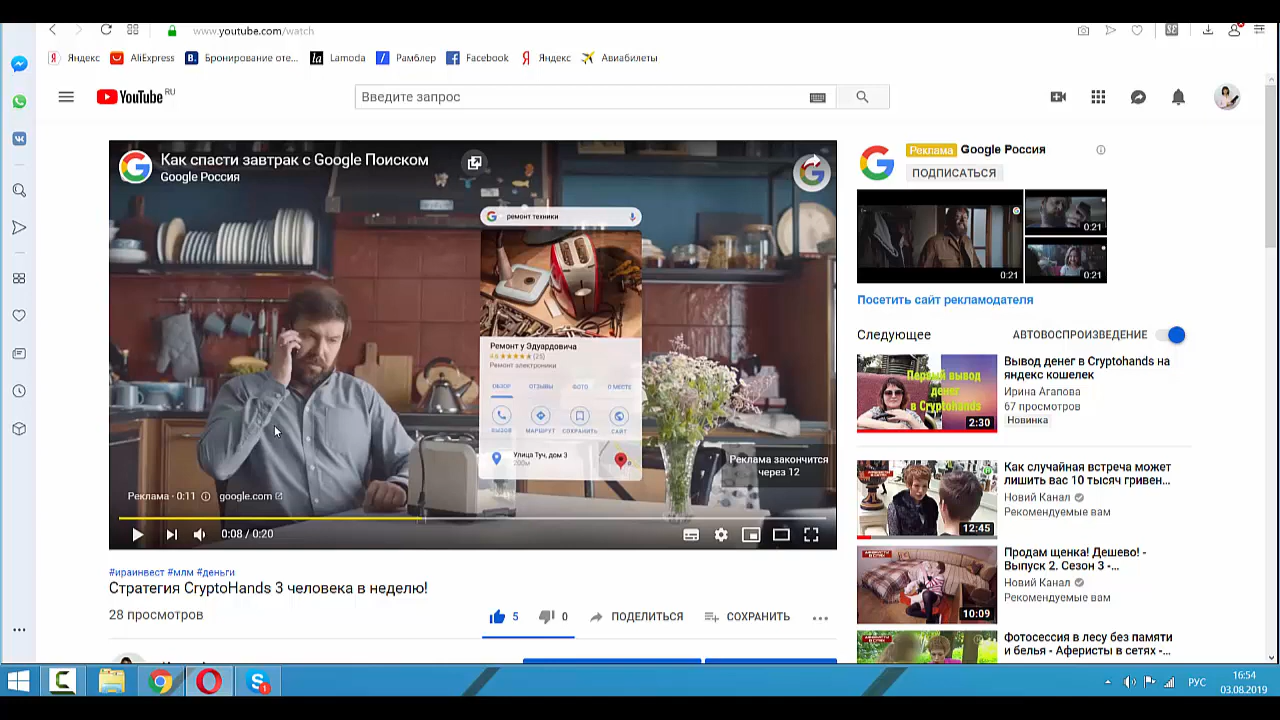 www.youtube.com/watch
Яндекс
AliExpress
B.
Бронирование оте...
la
Lamoda
Рамблер
Facebook
Я
Яндекс
Авиабилеты
YouTube RU
Введите запрос
Как спасти завтрак с Google Поиском
Google Россия
ремонт техники
Ремонт у Эдуардовича
4,8 (25)
Ремонт электроники
ОБЗОР ОТЗЫВЫ ФОТО О МЕСТЕ
ВЫЗОВ МАРШРУТ СОХРАНИТЬ САЙТ
Улица Туч, дом 3
200м
Реклама закончится
через 12
Реклама · 0:11
google.com
0:08 / 0:20
#ираинвест #млм #деньги
Стратегия CryptoHands 3 человека в неделю!
28 просмотров
5
0
ПОДЕЛИТЬСЯ
СОХРАНИТЬ
Реклама Google Россия
ПОДПИСАТЬСЯ
0:21
0:21
0:21
Посетить сайт рекламодателя
Следующее
АВТОВОСПРОИЗВЕДЕНИЕ
Первый вывод
денег
в Cryptohands
2:30
Вывод денег в Cryptohands на
яндекс кошелек
Ирина Агапова
67 просмотров
Новинка
12:45
Как случайная встреча может
лишить вас 10 тысяч гривен...
Новий Канал
Рекомендуемые вам
10:09
Продам щенка! Дешево! -
Выпуск 2. Сезон 3 -...
Новий Канал
Рекомендуемые вам
Фотосессия в лесу без памяти
и белья - Аферисты в сетях -...
РУС
16:54
03.08.2019